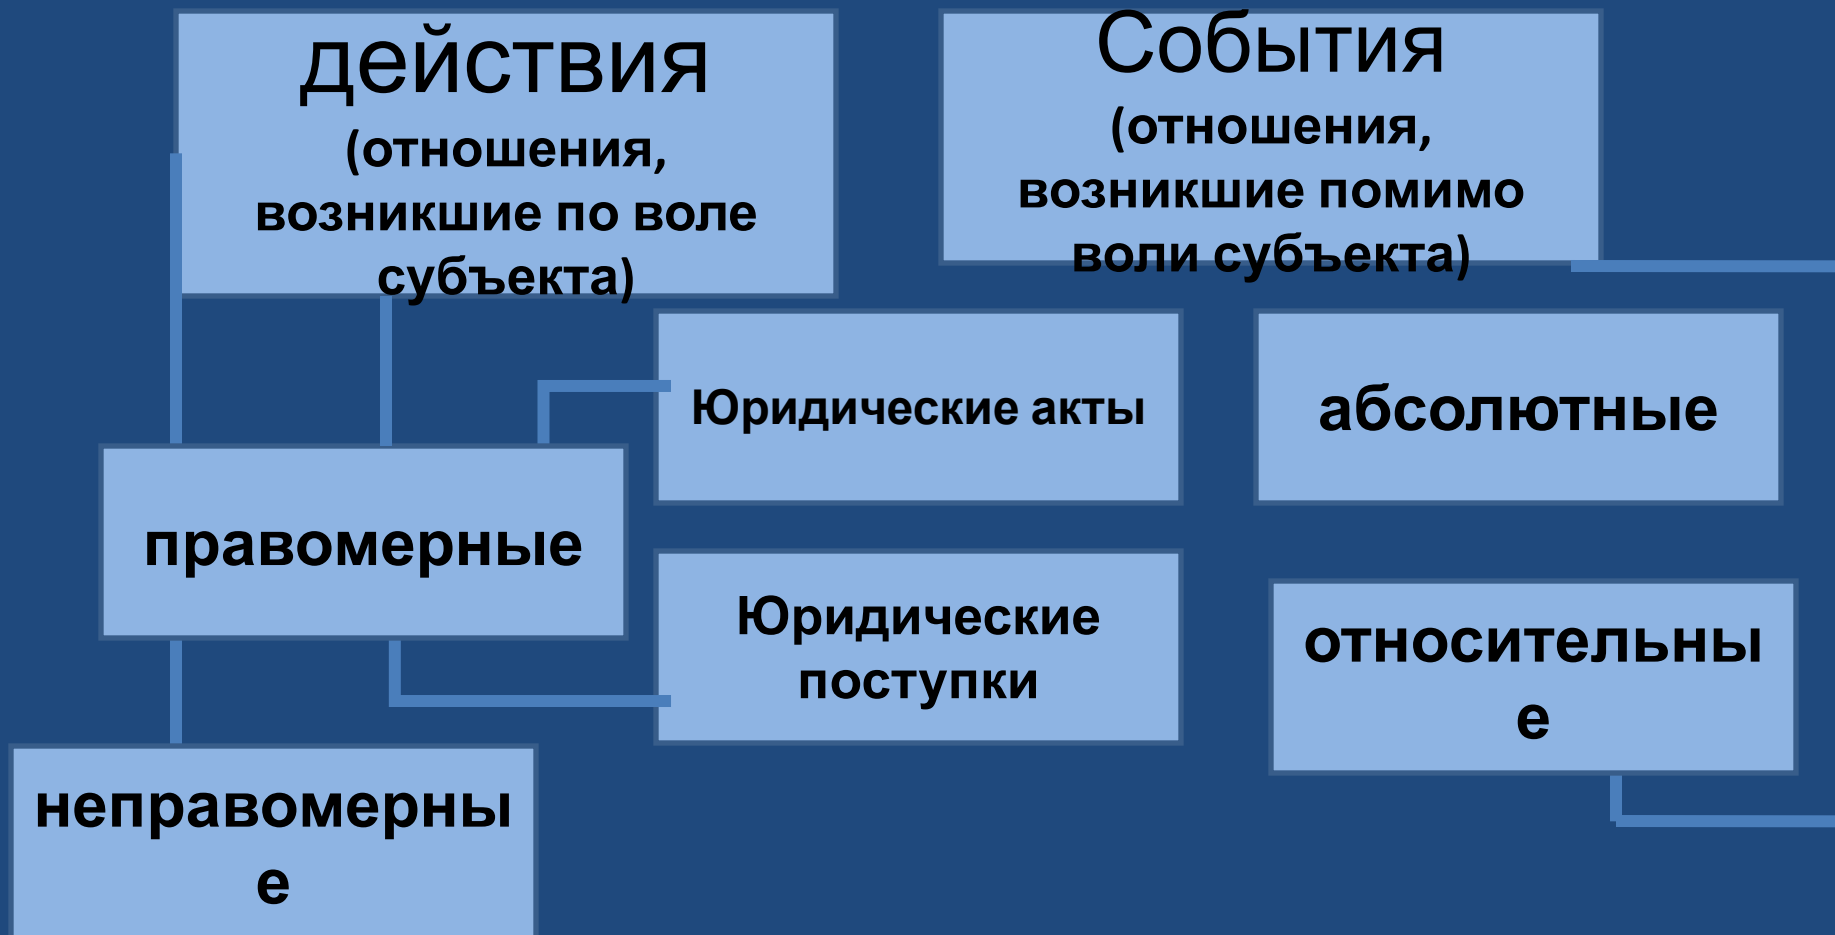 действия
(отношения,
возникшие по воле
субъекта)
События
(отношения,
возникшие помимо
воли субъекта)
Юридические акты
абсолютные
правомерные
Юридические
поступки
относительны
е
неправомерны
е